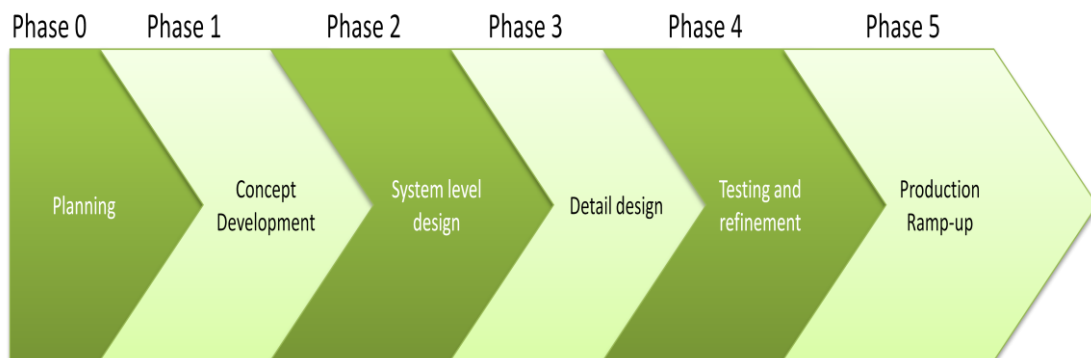 Phase 0 Phase 1 Phase 2 Phase 3 Phase 4 Phase 5
Planning
Concept
Development
System level
design
Detail design
Testing and
refinement
Production
Ramp-up